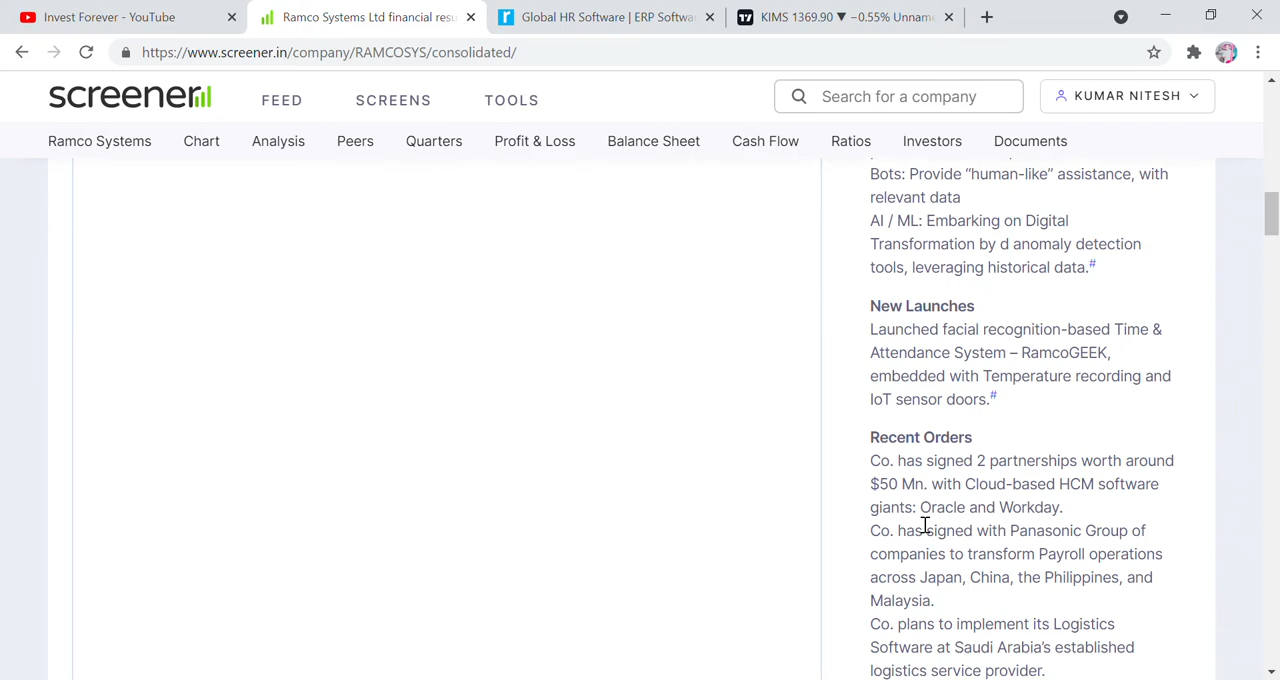 Invest Forever - YouTube
Ramco Systems Ltd financial resu
Global HR Software | ERP Softwa
KIMS 1369.90 ▼ −0.55% Unnam
https://www.screener.in/company/RAMCOSYS/consolidated/
screener
FEED
SCREENS
TOOLS
Search for a company
KUMAR NITESH
Ramco Systems
Chart
Analysis
Peers
Quarters
Profit & Loss
Balance Sheet
Cash Flow
Ratios
Investors
Documents
Bots: Provide “human-like” assistance, with
relevant data
AI / ML: Embarking on Digital
Transformation by d anomaly detection
tools, leveraging historical data.#
New Launches
Launched facial recognition-based Time &
Attendance System – RamcoGEEK,
embedded with Temperature recording and
IoT sensor doors.#
Recent Orders
Co. has signed 2 partnerships worth around
$50 Mn. with Cloud-based HCM software
giants: Oracle and Workday.
Co. has signed with Panasonic Group of
companies to transform Payroll operations
across Japan, China, the Philippines, and
Malaysia.
Co. plans to implement its Logistics
Software at Saudi Arabia’s established
logistics service provider.